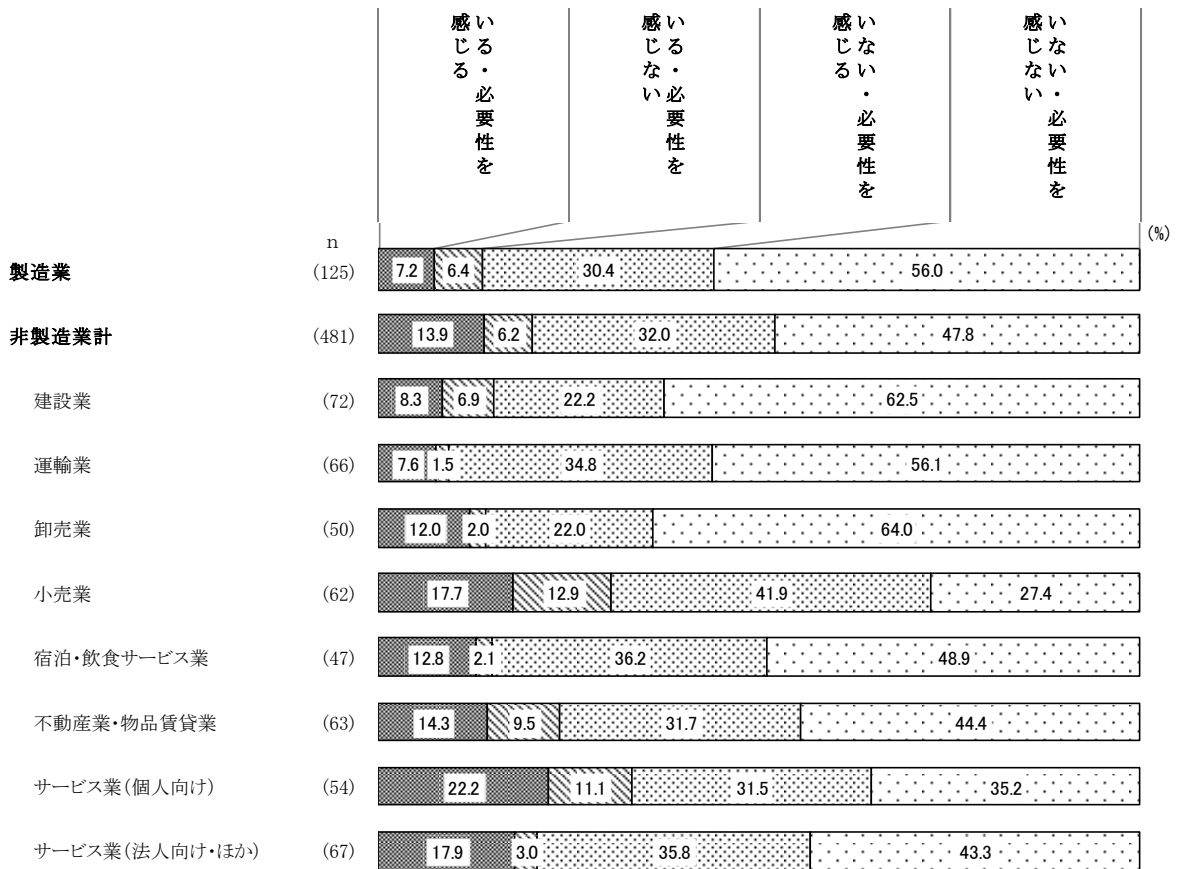 いる・必要性を
感じる
いる・必要性を
感じない
いない・必要性を
感じる
いない・必要性を
感じない
(%)
n
製造業 (125) 7.2 6.4 30.4 56.0
非製造業計 (481) 13.9 6.2 32.0 47.8
建設業 (72) 8.3 6.9 22.2 62.5
運輸業 (66) 7.6 1.5 34.8 56.1
卸売業 (50) 12.0 2.0 22.0 64.0
小売業 (62) 17.7 12.9 41.9 27.4
宿泊・飲食サービス業 (47) 12.8 2.1 36.2 48.9
不動産業・物品賃貸業 (63) 14.3 9.5 31.7 44.4
サービス業(個人向け) (54) 22.2 11.1 31.5 35.2
サービス業(法人向け・ほか) (67) 17.9 3.0 35.8 43.3